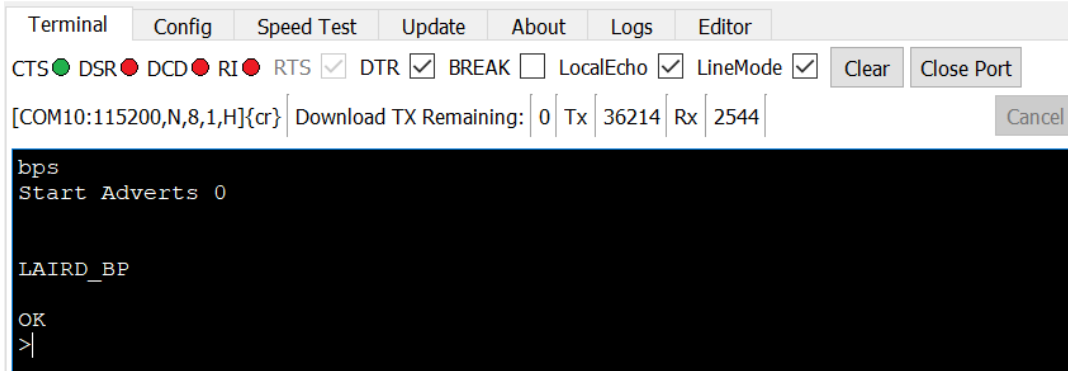 Terminal Config Speed Test Update About Logs Editor
CTS DSR DCD RI RTS DTR BREAK LocalEcho LineMode Clear Close Port
[COM10:115200,N,8,1,H]{cr} Download TX Remaining: 0 Tx 36214 Rx 2544 Cancel
bps
Start Adverts 0
LAIRD_BP
OK
>